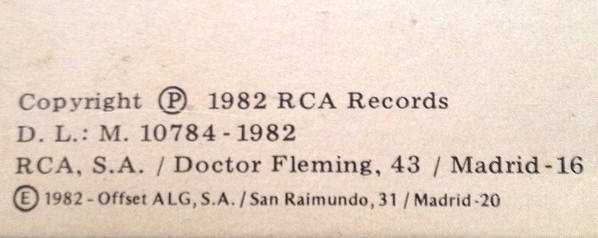 Copyright Ⓟ 1982 RCA Records
D. L.: M. 10784-1982
RCA, S.A. / Doctor Fleming, 43 / Madrid-16
Ⓔ 1982-Offset ALG, S.A. / San Raimundo, 31 / Madrid-20